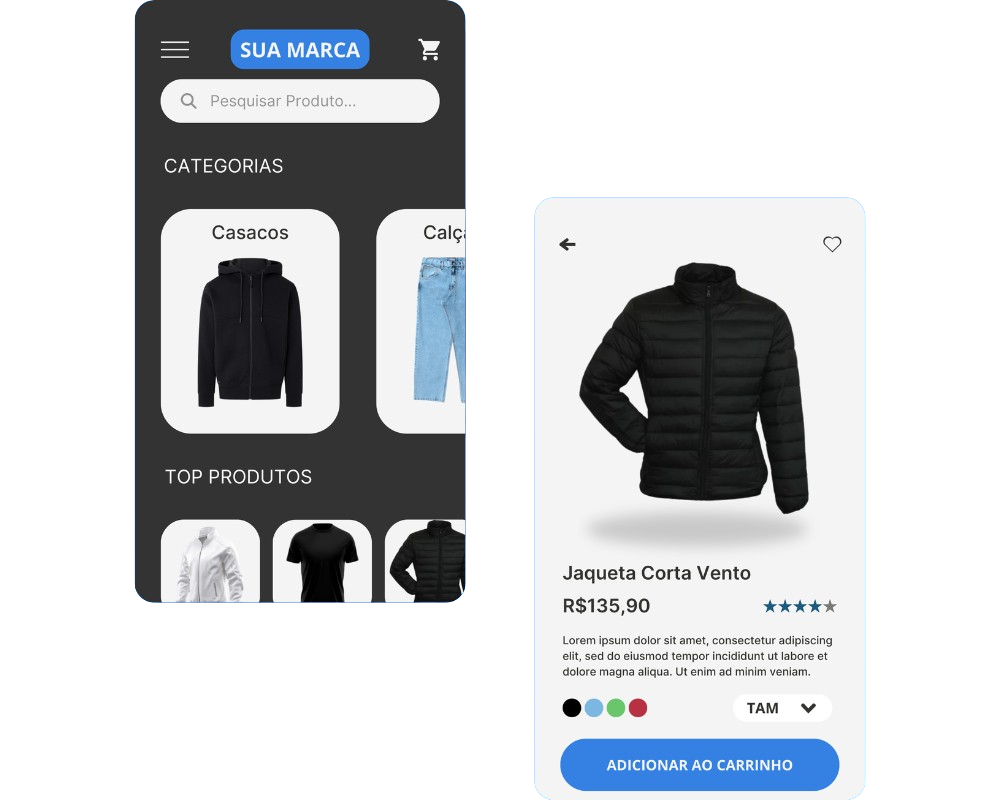 SUA MARCA
Pesquisar Produto...
CATEGORIAS
Casacos
Calç
TOP PRODUTOS
Jaqueta Corta Vento
R$135,90
Lorem ipsum dolor sit amet, consectetur adipiscing
elit, sed do eiusmod tempor incididunt ut labore et
dolore magna aliqua. Ut enim ad minim veniam.
TAM
ADICIONAR AO CARRINHO